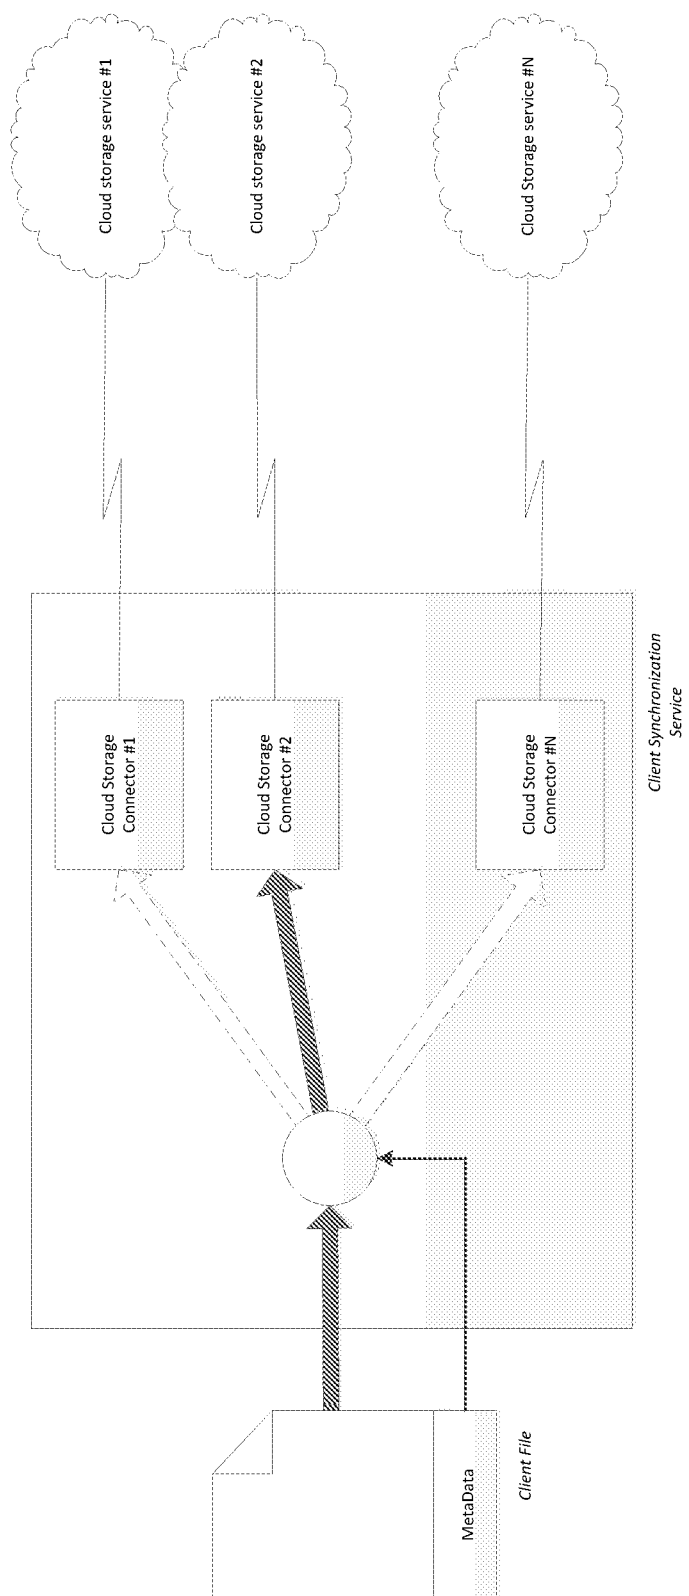 Cloud storage service #1
Cloud storage service #2
Cloud Storage service #N
Cloud Storage
Connector #1
Cloud Storage
Connector #2
Cloud Storage
Connector #N
Client Synchronization
Service
MetaData
Client File